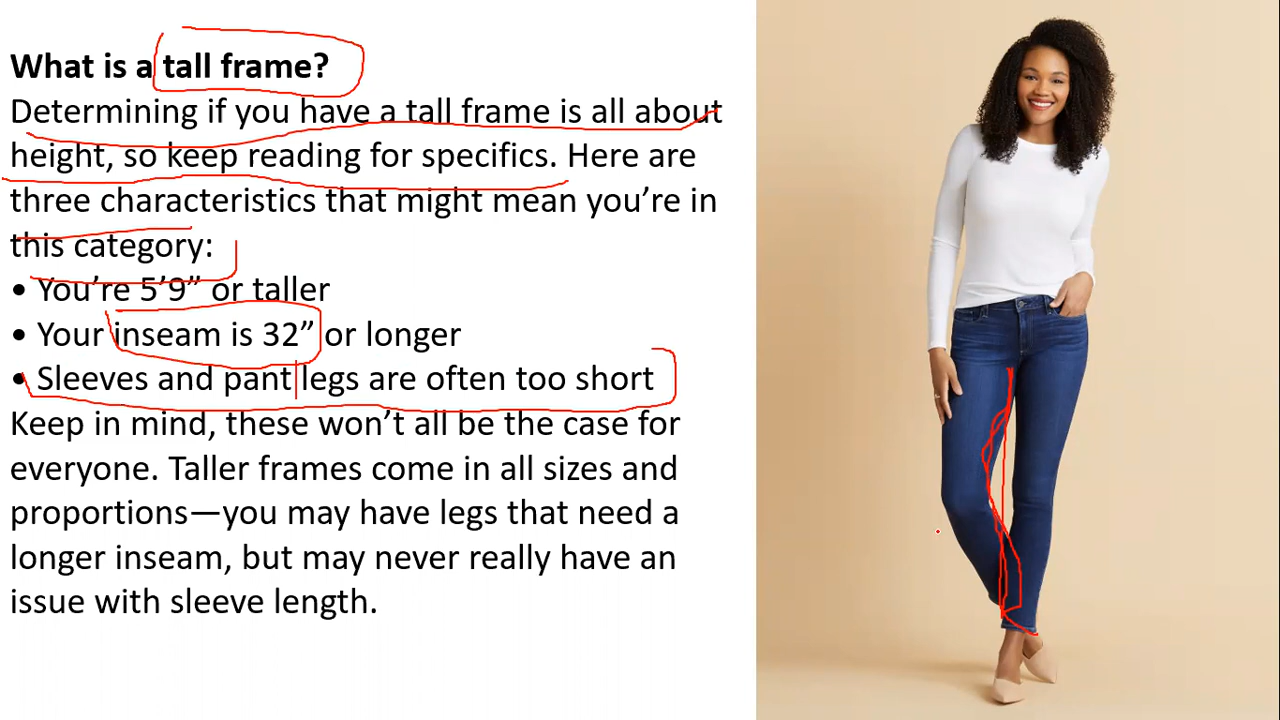 What is a tall frame?
Determining if you have a tall frame is all about
height, so keep reading for specifics. Here are
three characteristics that might mean you’re in
this category:
• You’re 5’9” or taller
• Your inseam is 32” or longer
• Sleeves and pant legs are often too short
Keep in mind, these won’t all be the case for
everyone. Taller frames come in all sizes and
proportions—you may have legs that need a
longer inseam, but may never really have an
issue with sleeve length.